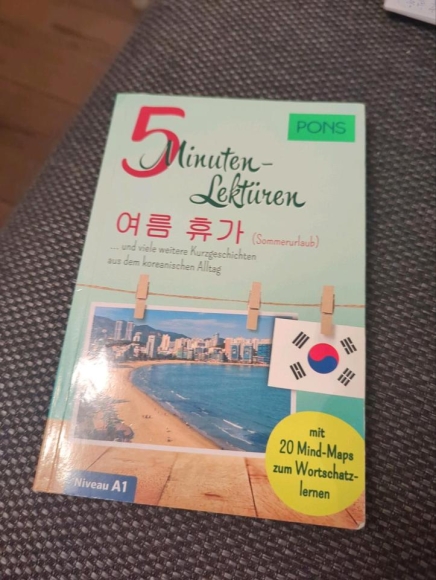 PONS
5 Minuten-
Lektüren
여름 휴가 (Sommerurlaub)
... und viele weitere Kurzgeschichten
aus dem koreanischen Alltag
mit
20 Mind-Maps
zum Wortschatz-
lernen
Niveau A1